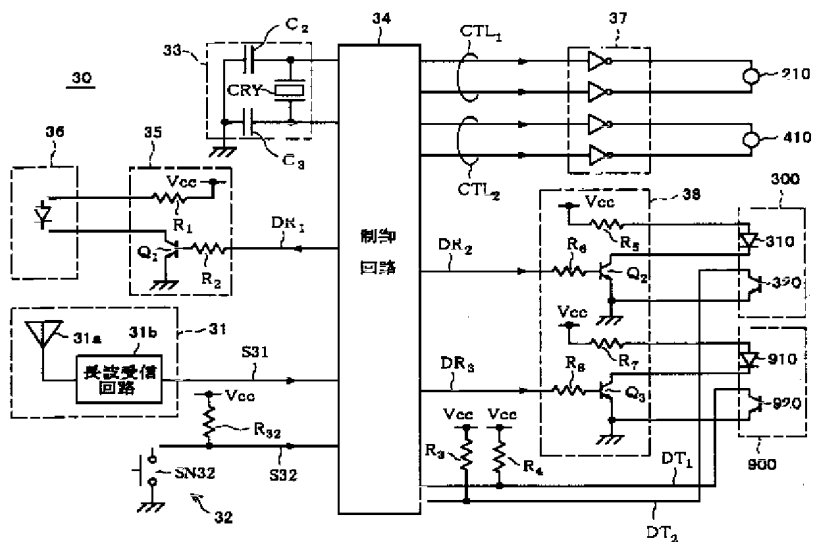 30
33
C2
CRY
C3
34
制御
回路
CTL1
CTL2
37
210
410
36
35
Vcc
R1
Q1
R2
DR1
31
31a
31b
長波受信
回路
S31
Vcc
R32
S32
SN32
32
DR2
R6
Vcc
R5
Q2
38
300
310
390
DR3
R8
Vcc
R7
Q3
910
920
900
Vcc
Vcc
R3
R4
DT1
DT2